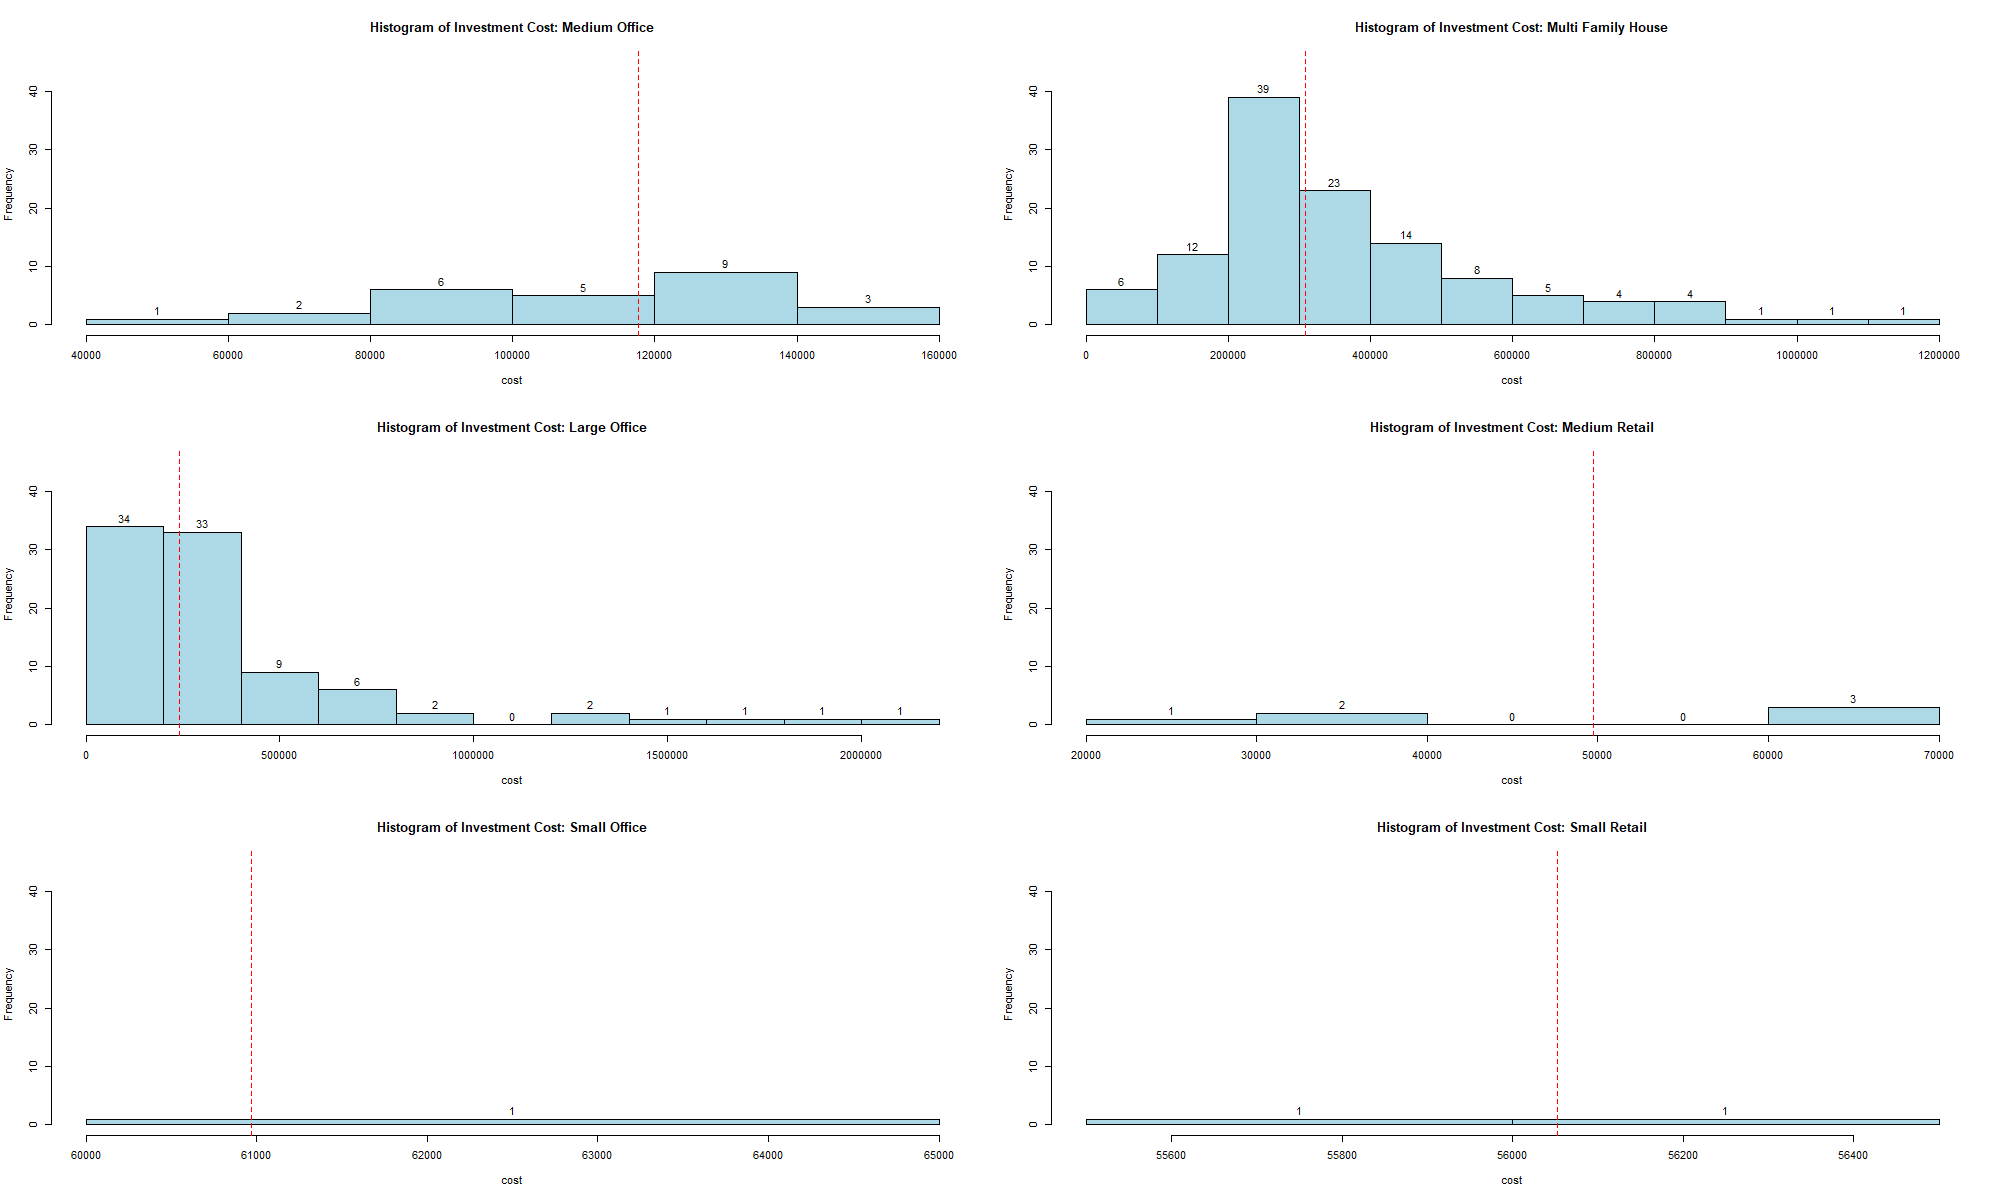 Histogram of Investment Cost: Medium Office
Frequency
0 10 20 30 40
1 2 6 5 9 3
40000 60000 80000 100000 120000 140000 160000
cost
Histogram of Investment Cost: Multi Family House
Frequency
0 10 20 30 40
6 12 39 23 14 8 5 4 4 1 1 1
0 200000 400000 600000 800000 1000000 1200000
cost
Histogram of Investment Cost: Large Office
Frequency
0 10 20 30 40
34 33 9 6 2 0 2 1 1 1 1
0 500000 1000000 1500000 2000000
cost
Histogram of Investment Cost: Medium Retail
Frequency
0 10 20 30 40
1 2 0 0 3
20000 30000 40000 50000 60000 70000
cost
Histogram of Investment Cost: Small Office
Frequency
0 10 20 30 40
1
60000 61000 62000 63000 64000 65000
cost
Histogram of Investment Cost: Small Retail
Frequency
0 10 20 30 40
1 1
55600 55800 56000 56200 56400
cost